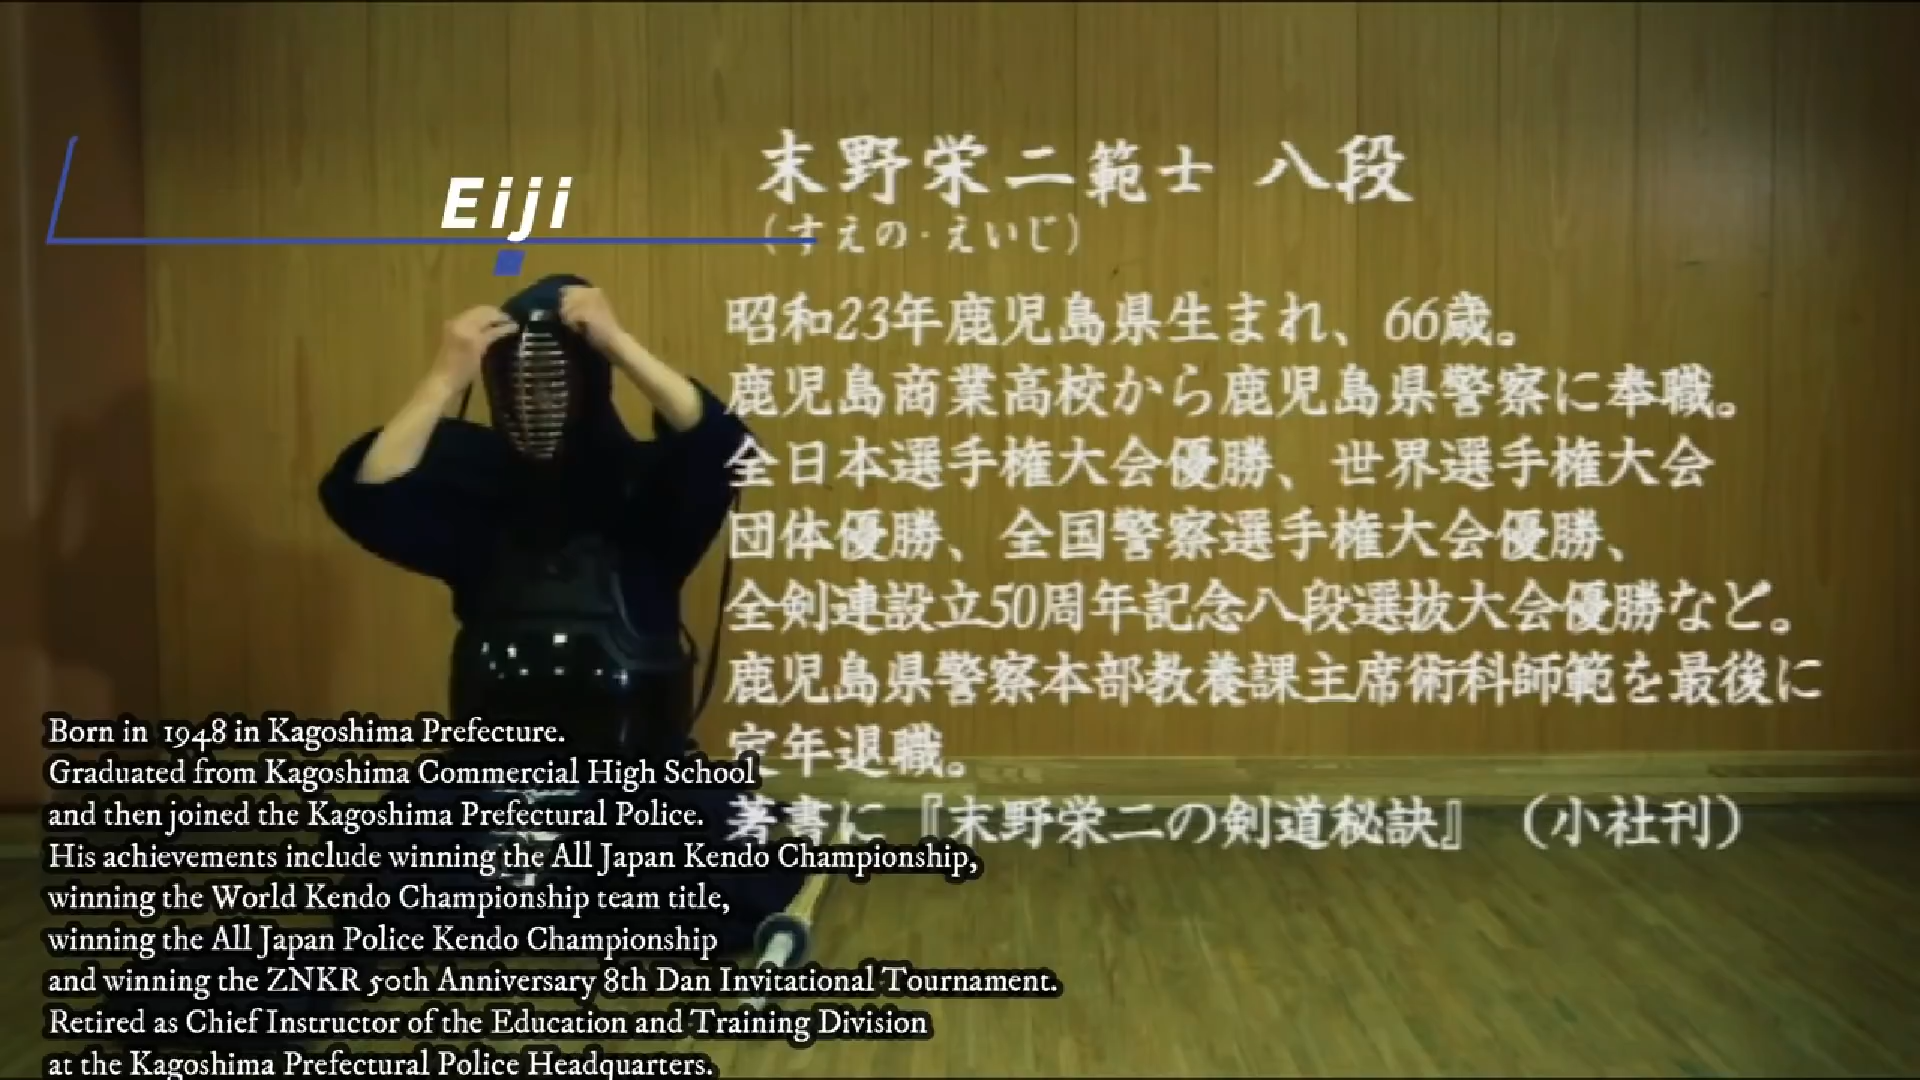 Eiji
末野栄二範士 八段
(すえの・えいじ)
昭和23年鹿児島県生まれ、66歳。
鹿児島商業高校から鹿児島県警察に奉職。
全日本選手権大会優勝、世界選手権大会
団体優勝、全国警察選手権大会優勝、
全剣連設立50周年記念八段選抜大会優勝など。
鹿児島県警察本部教養課主席術科師範を最後に
定年退職。
著書に『末野栄二の剣道秘訣』(小社刊)
Born in 1948 in Kagoshima Prefecture.
Graduated from Kagoshima Commercial High School
and then joined the Kagoshima Prefectural Police.
His achievements include winning the All Japan Kendo Championship,
winning the World Kendo Championship team title,
winning the All Japan Police Kendo Championship
and winning the ZNKR 50th Anniversary 8th Dan Invitational Tournament.
Retired as Chief Instructor of the Education and Training Division
at the Kagoshima Prefectural Police Headquarters.